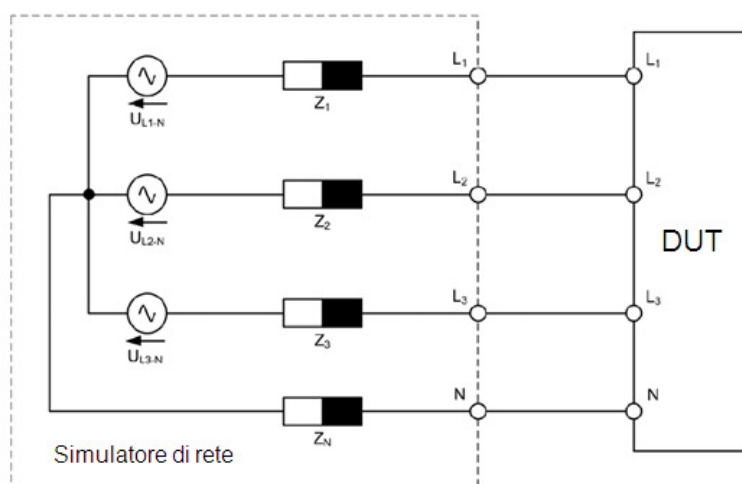 L1 L1
UL1-N Z1
L2 L2
UL2-N Z2
DUT
L3 L3
UL3-N Z3
N N
ZN
Simulatore di rete